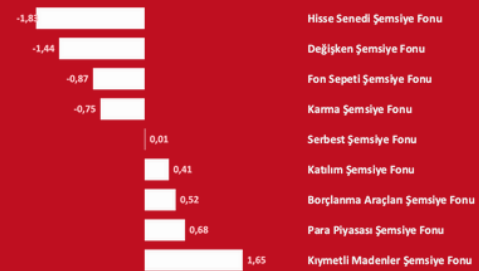 -1,83 Hisse Senedi Şemsiye Fonu
-1,44 Değişken Şemsiye Fonu
-0,87 Fon Sepeti Şemsiye Fonu
-0,75 Karma Şemsiye Fonu
0,01 Serbest Şemsiye Fonu
0,41 Katılım Şemsiye Fonu
0,52 Borçlanma Araçları Şemsiye Fonu
0,68 Para Piyasası Şemsiye Fonu
1,65 Kıymetli Madenler Şemsiye Fonu